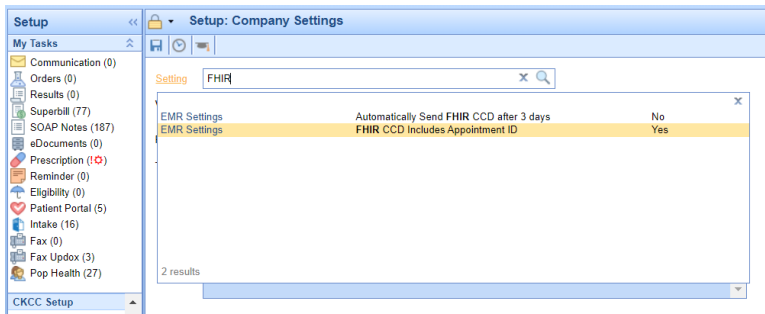 Setup
My Tasks
Communication (0)
Orders (0)
Results (0)
Superbill (77)
SOAP Notes (187)
eDocuments (0)
Prescription (!)
Reminder (0)
Eligibility (0)
Patient Portal (5)
Intake (16)
Fax (0)
Fax Updox (3)
Pop Health (27)
CKCC Setup
Setup: Company Settings
Setting FHIR
EMR Settings Automatically Send FHIR CCD after 3 days No
EMR Settings FHIR CCD Includes Appointment ID Yes
2 results